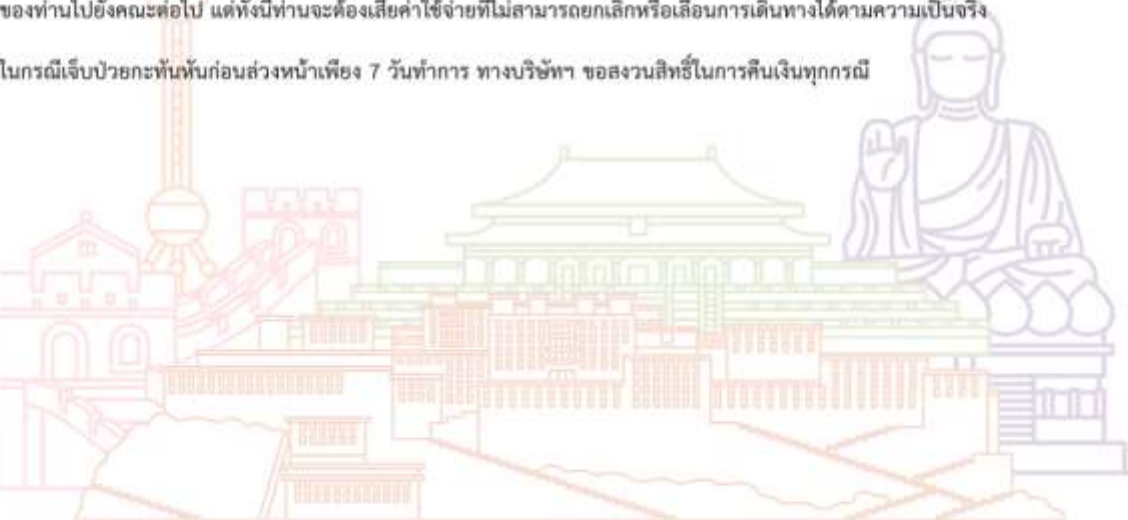 ของท่านไปยังคณะต่อไป แต่ทั้งนี้ท่านจะต้องเสียค่าใช้จ่ายที่ไม่สามารถยกเลิกหรือเลื่อนการเดินทางได้ตามความเป็นจริง
ในกรณีเจ็บป่วยกะทันหันก่อนล่วงหน้าเพียง 7 วันทำการ ทางบริษัทฯ ขอสงวนสิทธิ์ในการคืนเงินทุกกรณี